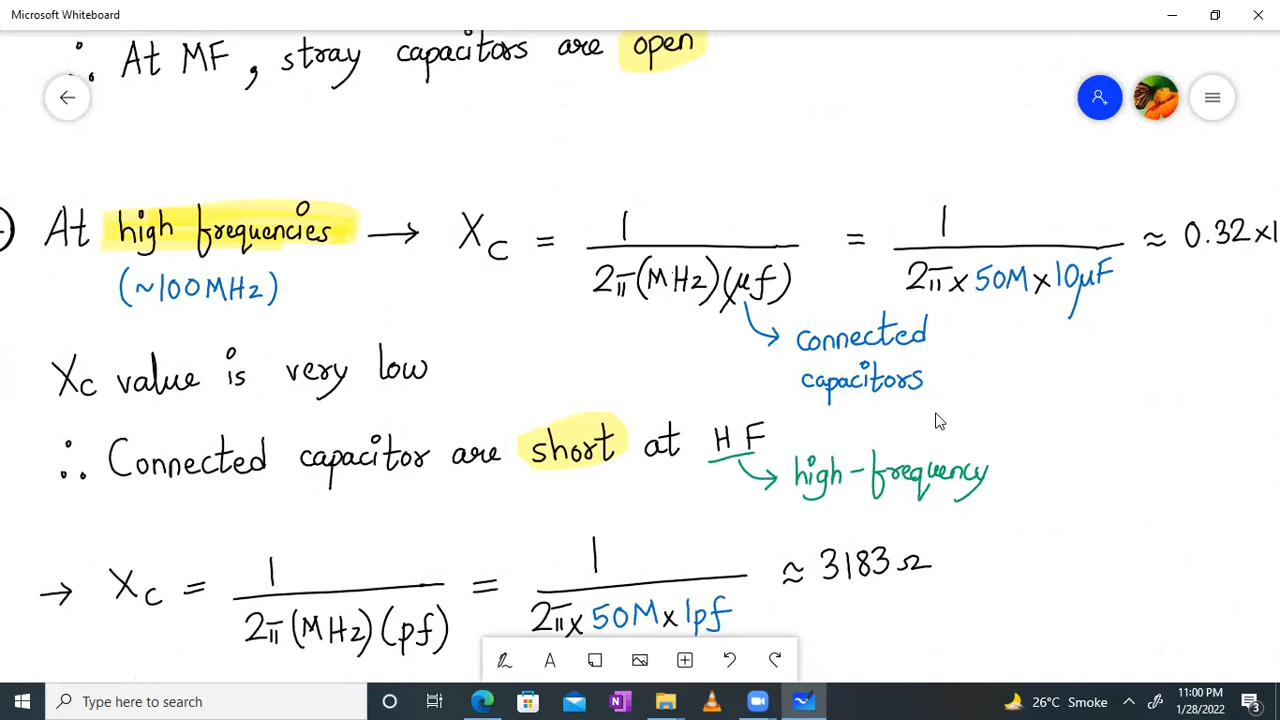 Microsoft Whiteboard
∴ At MF, stray capacitors are open
At high frequencies → Xc = 1 / 2π(MHz)(µf) = 1 / 2π x 50M x 10µF ≈ 0.32x1
(~100MHz)
connected
capacitors
Xc value is very low
∴ Connected capacitor are short at HF
high-frequency
→ Xc = 1 / 2π(MHz)(pf) = 1 / 2π x 50M x 1pf ≈ 3183Ω
A
Type here to search
26°C Smoke
11:00 PM
1/28/2022
3